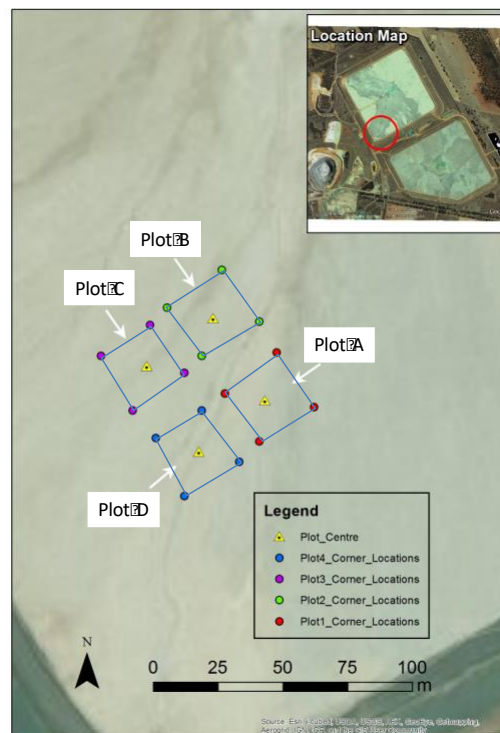 Location Map
Plot B
Plot C
Plot A
Plot D
Legend
Plot_Centre
Plot4_Corner_Locations
Plot3_Corner_Locations
Plot2_Corner_Locations
Plot1_Corner_Locations
N
0 25 50 75 100
m